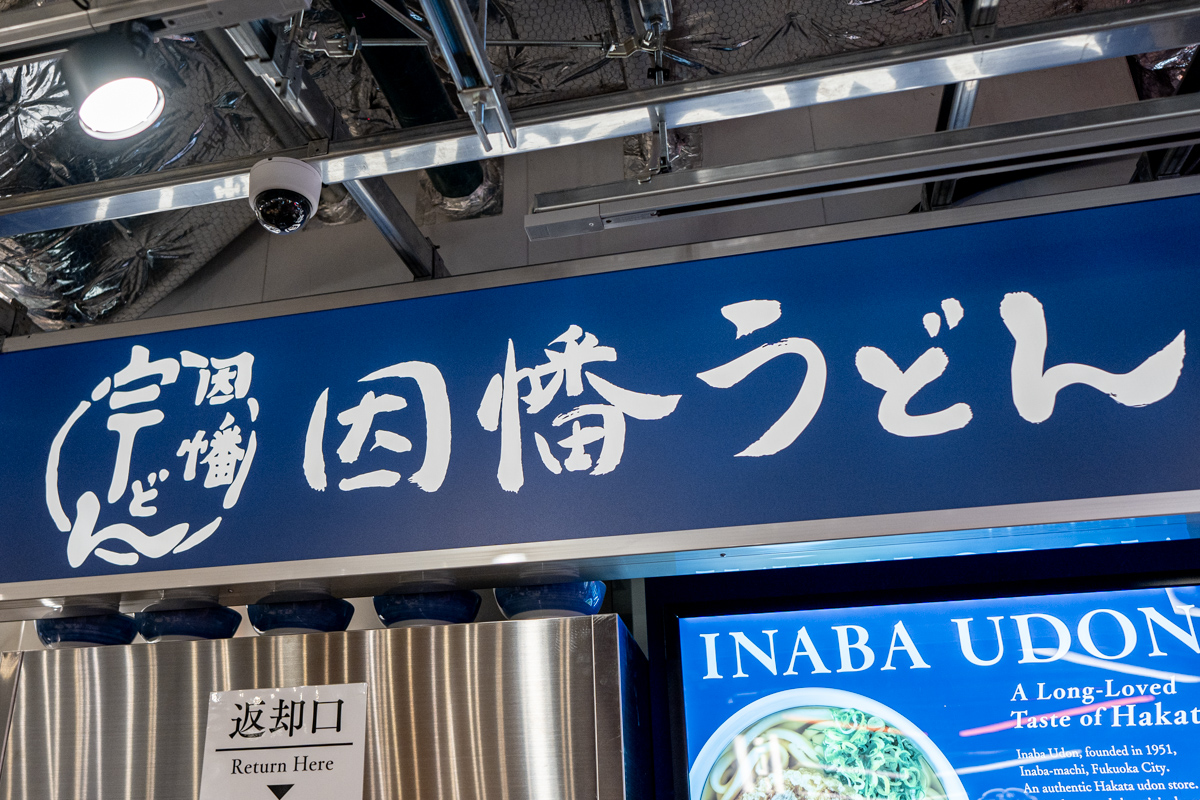 因幡うどん
因幡うどん
返却口
Return Here
INABA UDON
A Long-Loved
Taste of Hakat
Inaba Udon, founded in 1951,
Inaba-machi, Fukuoka City.
An authentic Hakata udon store